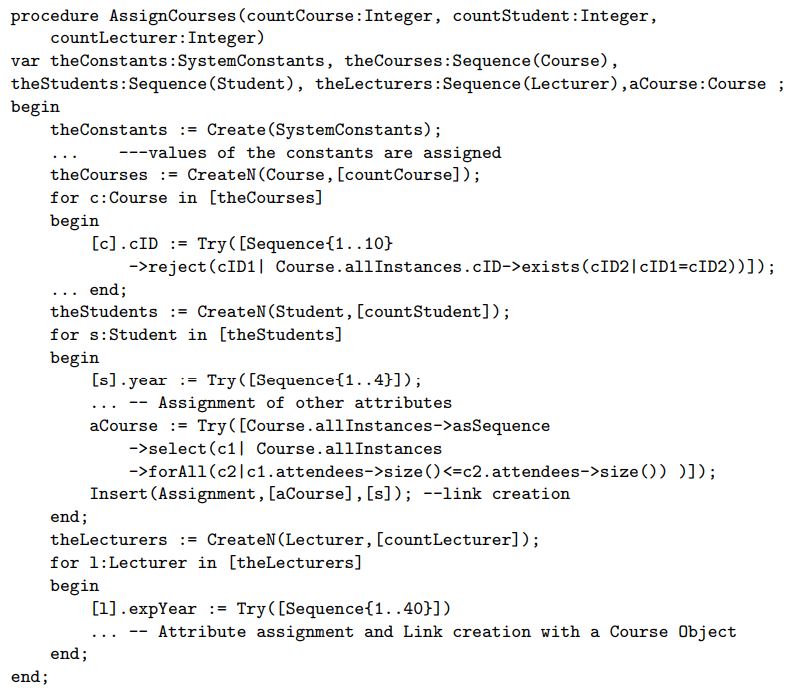 procedure AssignCourses(countCourse:Integer, countStudent:Integer,
countLecturer:Integer)
var theConstants:SystemConstants, theCourses:Sequence(Course),
theStudents:Sequence(Student), theLecturers:Sequence(Lecturer),aCourse:Course ;
begin
theConstants := Create(SystemConstants);
... ---values of the constants are assigned
theCourses := CreateN(Course,[countCourse]);
for c:Course in [theCourses]
begin
[c].cID := Try([Sequence{1..10}
->reject(cID1| Course.allInstances.cID->exists(cID2|cID1=cID2))]);
... end;
theStudents := CreateN(Student,[countStudent]);
for s:Student in [theStudents]
begin
[s].year := Try([Sequence{1..4}]);
... -- Assignment of other attributes
aCourse := Try([Course.allInstances->asSequence
->select(c1| Course.allInstances
->forAll(c2|c1.attendees->size()<=c2.attendees->size()) )]);
Insert(Assignment,[aCourse],[s]); --link creation
end;
theLecturers := CreateN(Lecturer,[countLecturer]);
for l:Lecturer in [theLecturers]
begin
[l].expYear := Try([Sequence{1..40}])
... -- Attribute assignment and Link creation with a Course Object
end;
end;